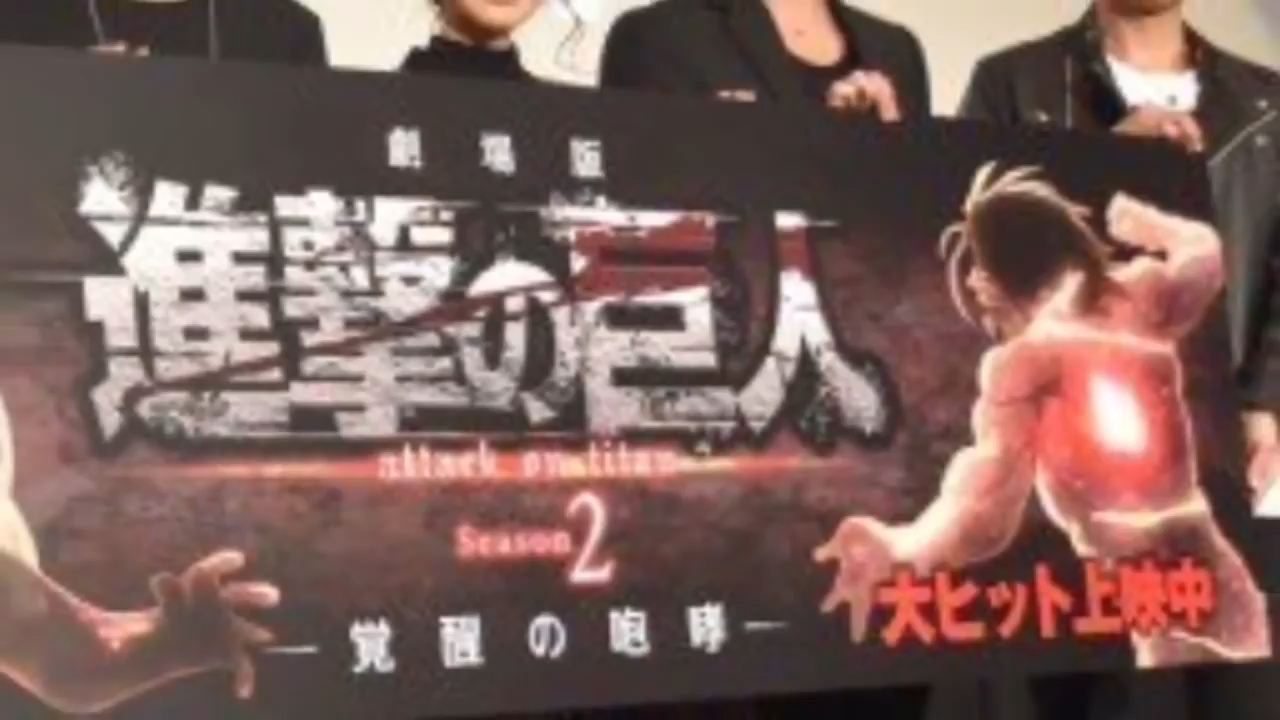 劇場版
進撃の巨人
attack on titan
Season 2
―覚醒の咆哮―
大ヒット上映中